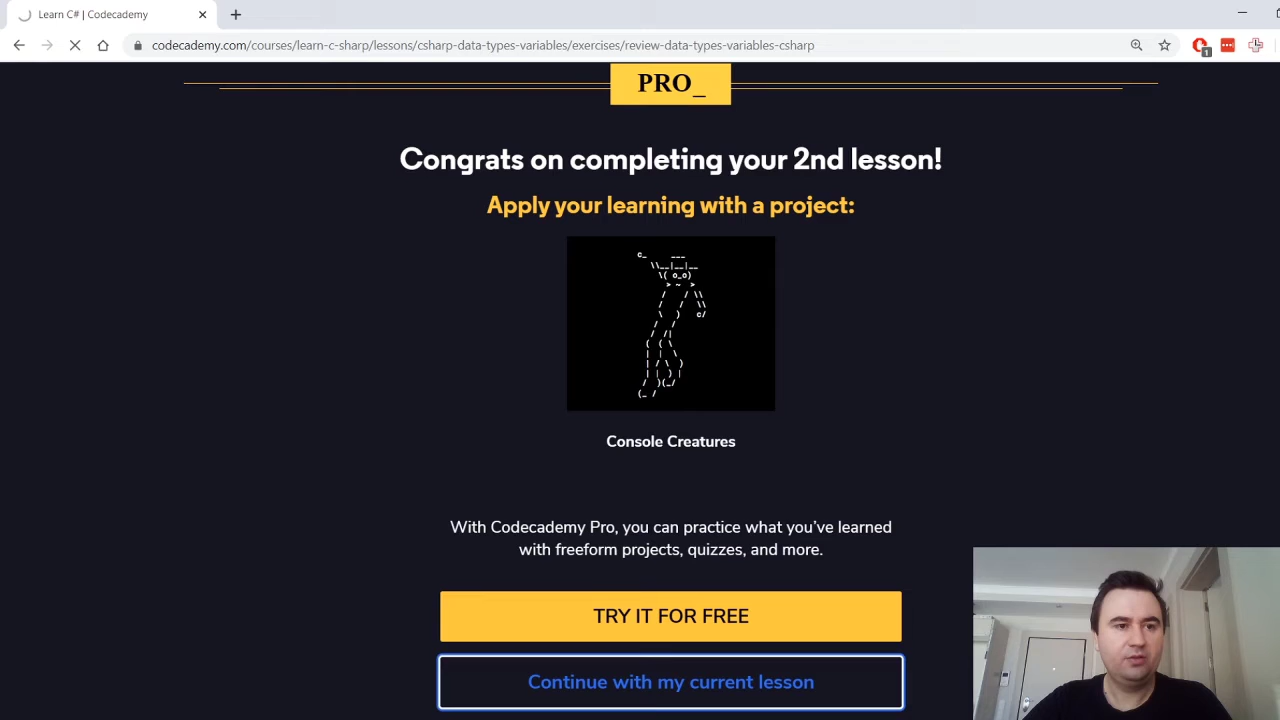 Learn C# | Codecademy
codecademy.com/courses/learn-c-sharp/lessons/csharp-data-types-variables/exercises/review-data-types-variables-csharp
1
PRO_
Congrats on completing your 2nd lesson!
Apply your learning with a project:
Console Creatures
With Codecademy Pro, you can practice what you've learned
with freeform projects, quizzes, and more.
TRY IT FOR FREE
Continue with my current lesson